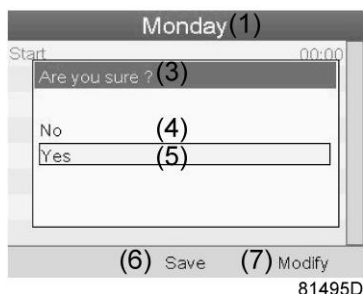 Monday (1)
Start 00:00
Are you sure ? (3)
No (4)
Yes (5)
(6) Save (7) Modify
81495D